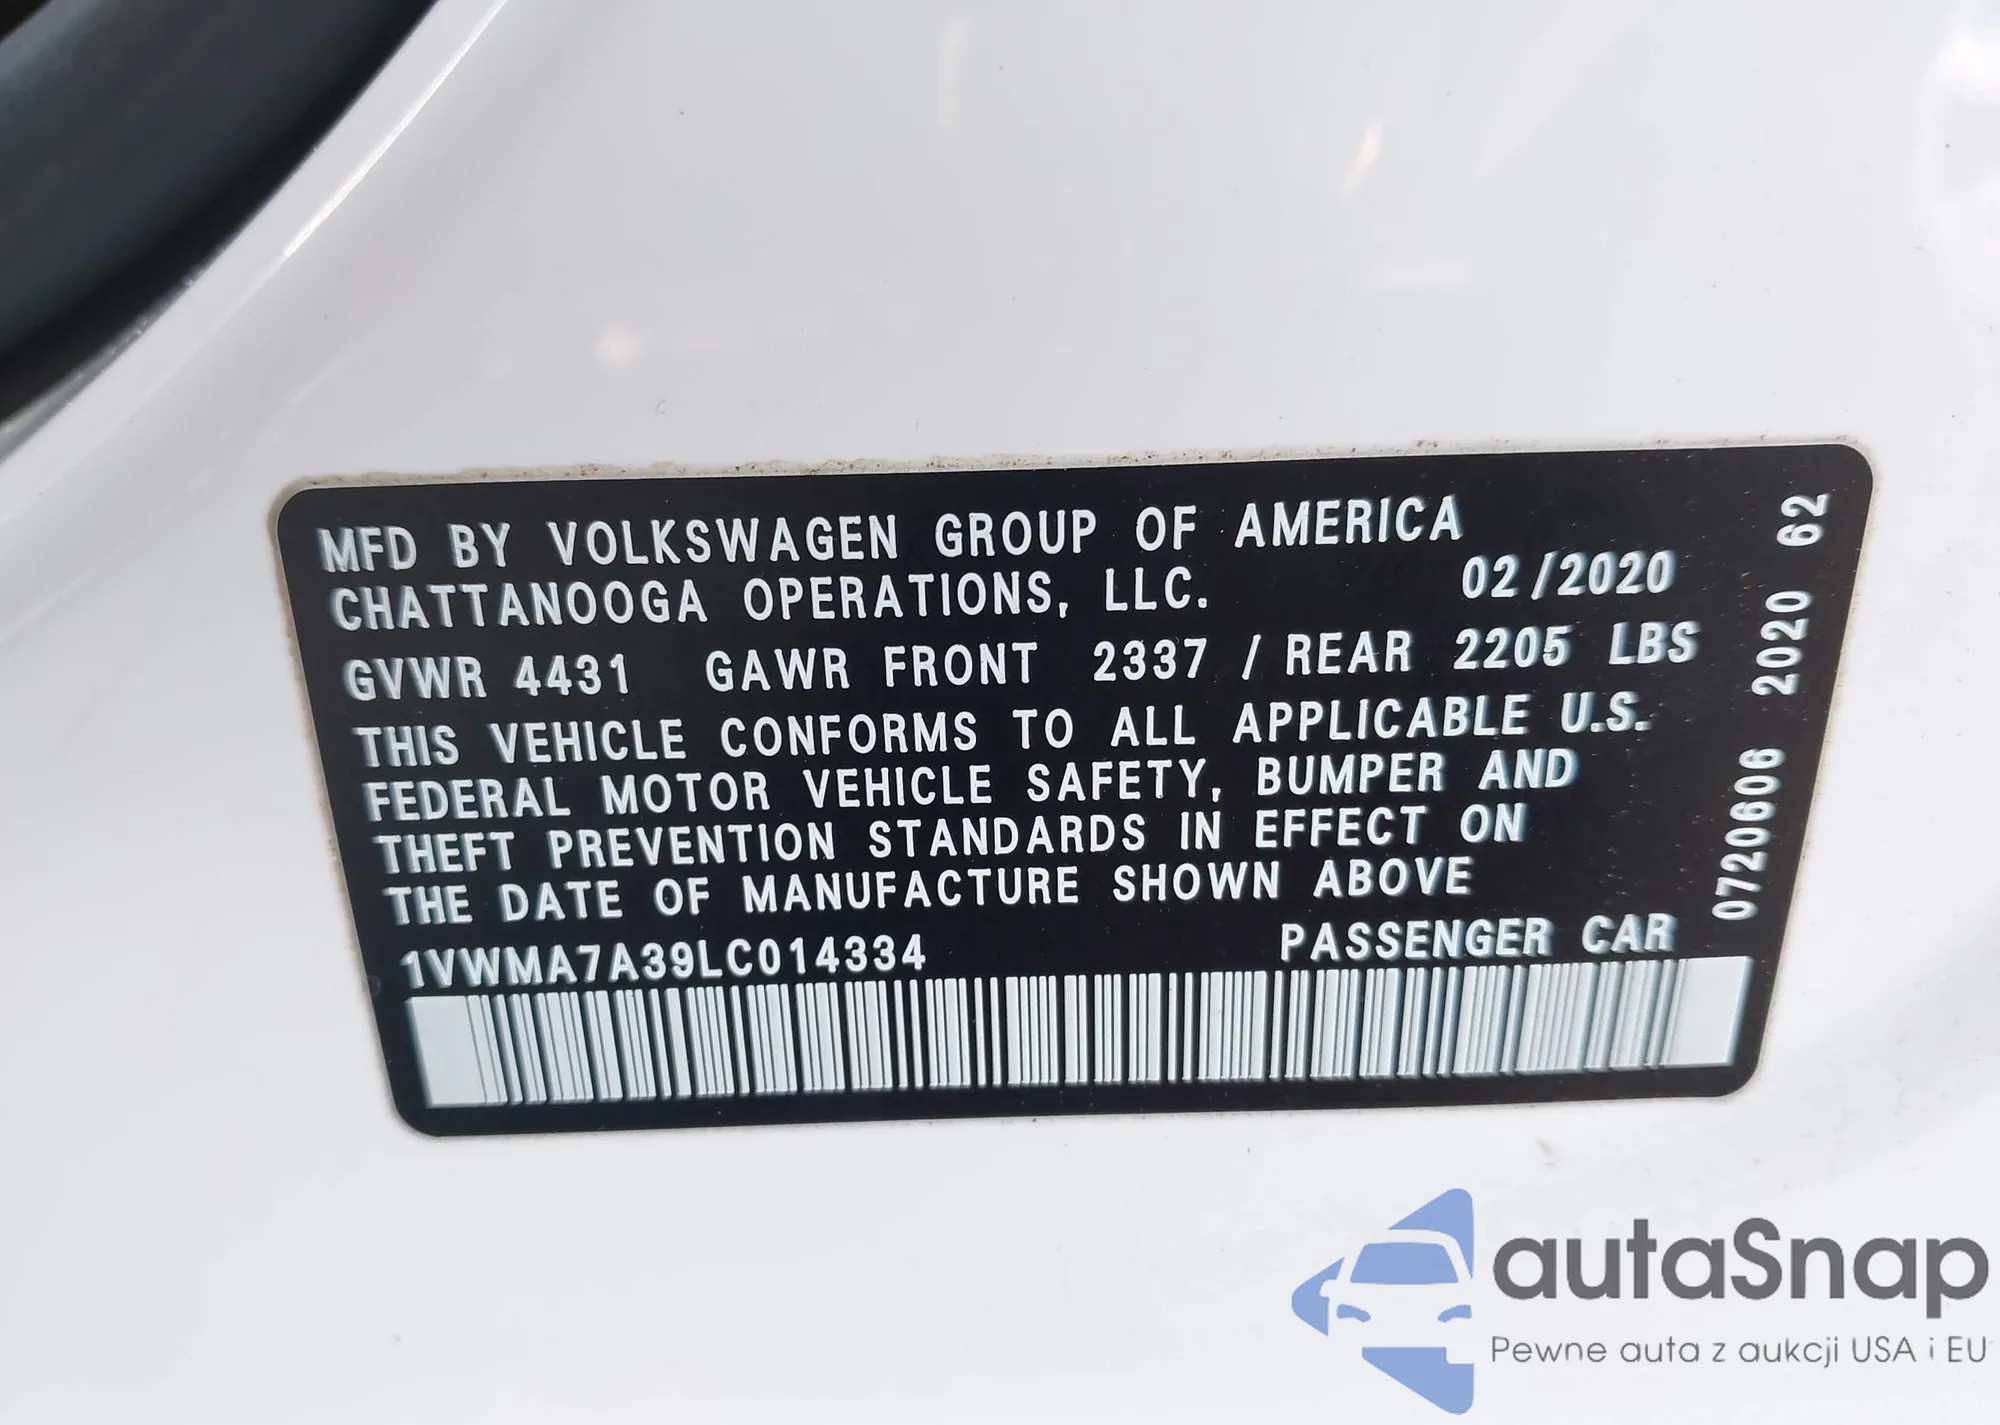 MFD BY VOLKSWAGEN GROUP OF AMERICA
CHATTANOOGA OPERATIONS, LLC. 02/2020
GVWR 4431 GAWR FRONT 2337 / REAR 2205 LBS
THIS VEHICLE CONFORMS TO ALL APPLICABLE U.S.
FEDERAL MOTOR VEHICLE SAFETY, BUMPER AND
THEFT PREVENTION STANDARDS IN EFFECT ON
THE DATE OF MANUFACTURE SHOWN ABOVE
1VWMA7A39LC014334 PASSENGER CAR
0720606 2020 62
autaSnap
Pewne auta z aukcji USA i EU